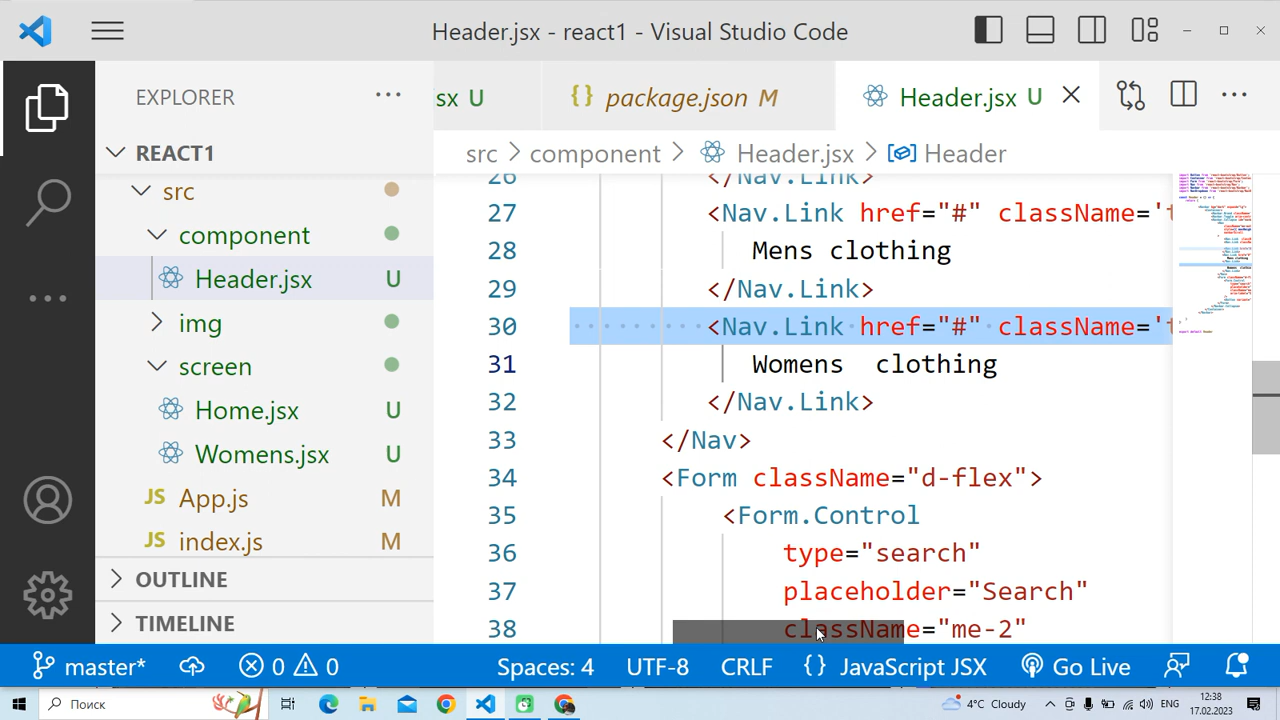 Header.jsx - react1 - Visual Studio Code
EXPLORER
sx U
{} package.json M
Header.jsx U
REACT1
src
component
Header.jsx U
img
screen
Home.jsx U
Womens.jsx U
JS App.js M
JS index.js M
OUTLINE
TIMELINE
src > component > Header.jsx > Header
26 </Nav.Link>
27 <Nav.Link href="#" className='t
28 Mens clothing
29 </Nav.Link>
30 <Nav.Link href="#" className='t
31 Womens  clothing
32 </Nav.Link>
33 </Nav>
34 <Form className="d-flex">
35 <Form.Control
36 type="search"
37 placeholder="Search"
38 className="me-2"
master* 0 0 Spaces: 4 UTF-8 CRLF {} JavaScript JSX Go Live
Поиск 4°C Cloudy ENG 12:38
17.02.2023